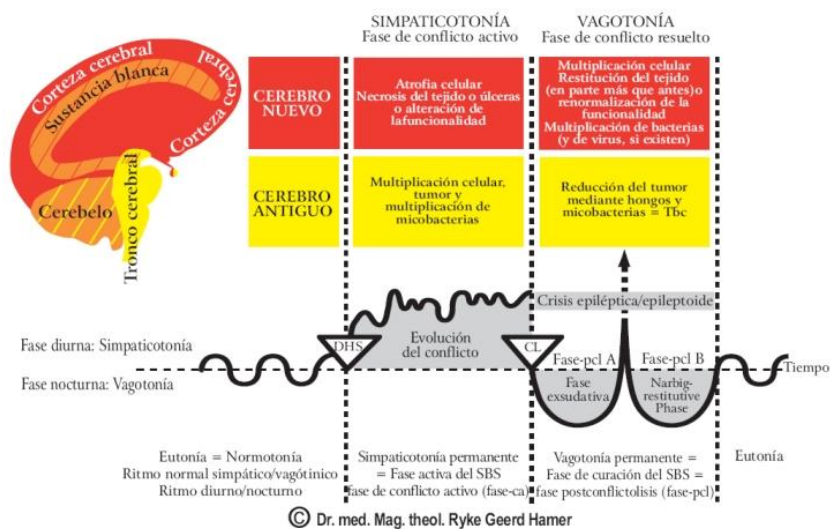 SIMPATICOTONÍA
Fase de conflicto activo
VAGOTONÍA
Fase de conflicto resuelto
Corteza cerebral
cerebral
Corteza cerebral
Sustancia blanca
Cerebelo
Tronco cerebral
CEREBRO
NUEVO
Atrofia celular
Necrosis del tejido o úlceras
o alteración de
lafuncionalidad
Multiplicación celular
Restitución del tejido
(en parte más que antes)o
renormalización de la
funcionalidad
Multiplicación de bacterias
(y de virus, si existen)
CEREBRO
ANTIGUO
Multiplicación celular,
tumor y
multiplicación de
micobacterias
Reducción del tumor
mediante hongos y
micobacterias = Tbc
Crisis epiléptica/epileptoide
Fase diurna: Simpaticotonía
DHS
Evolución
del conflicto
CL
Fase-pcl A
Fase-pcl B
Tiempo
Fase nocturna: Vagotonía
Fase
exsudativa
Narbig-
restitutive
Phase
Eutonía = Normotonía
Ritmo normal simpático/vagótinico
Ritmo diurno/nocturno
Simpaticotonía permanente
= Fase activa del SBS
fase de conflicto activo (fase-ca)
Vagotonía permanente =
Fase de curación del SBS =
fase postconflictolisis (fase-pcl)
Eutonía
© Dr. med. Mag. theol. Ryke Geerd Hamer